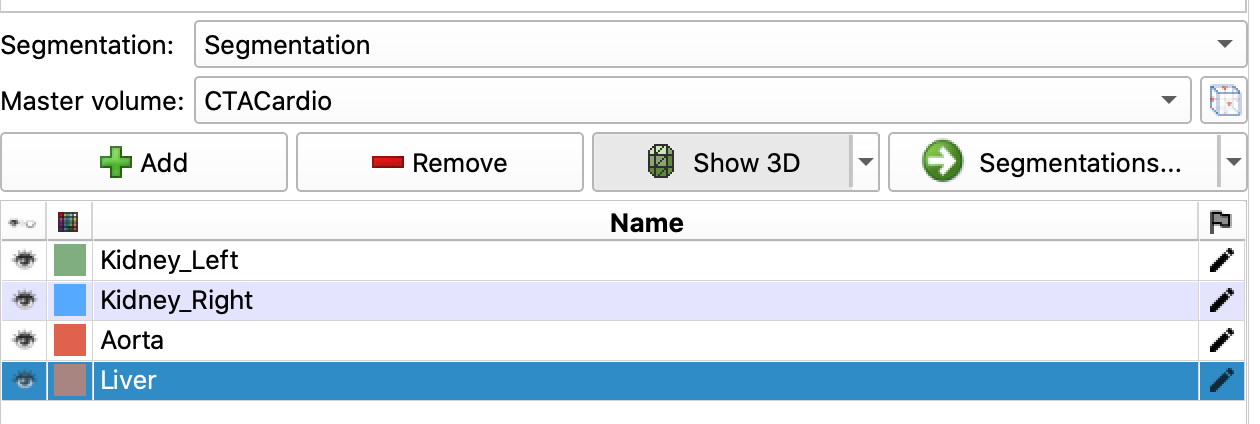 Segmentation: Segmentation
Master volume: CTACardio
Add Remove Show 3D Segmentations...
Name
Kidney_Left
Kidney_Right
Aorta
Liver